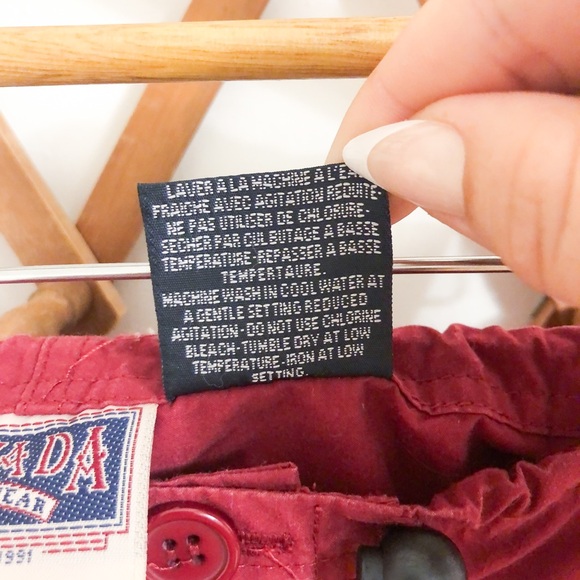 LAVER A LA MACHINE A L'EAU
FRAICHE AVEC AGITATION REDUITE-
NE PAS UTILISER DE CHLORURE-
SECHER PAR CULBUTAGE A BASSE
TEMPERATURE-REPASSER A BASSE
TEMPERTAURE.
MACHINE WASH IN COOL WATER AT
A GENTLE SETTING REDUCED
AGITATION-DO NOT USE CHLORINE
BLEACH-TUMBLE DRY AT LOW
TEMPERATURE-IRON AT LOW
SETTING.
ADA
EAR
1991